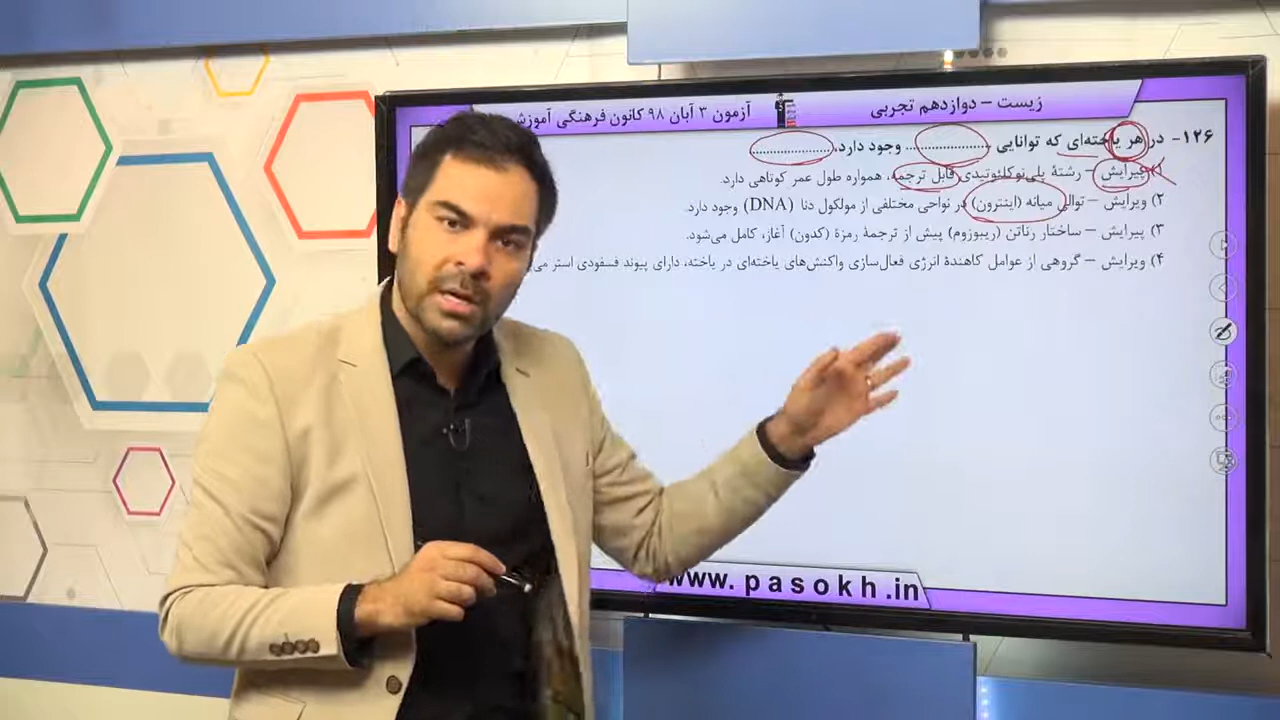 زیست – دوازدهم تجربی
آزمون ۳ آبان ۹۸ کانون فرهنگی
۱۲۶- در هر یاخته‌ای که توانایی .................... وجود دارد، ......................
۱) پیرایش – رشتهٔ پلی‌نوکلئوتیدی قابل ترجمه، همواره طول عمر کوتاهی دارد.
۲) ویرایش – توالی میانه (اینترون) در نواحی مختلفی از مولکول دنا (DNA) وجود دارد.
۳) پیرایش – ساختار رناتن (ریبوزوم) پیش از ترجمهٔ رمزهٔ (کدون) آغاز، کامل می‌شود.
۴) ویرایش – گروهی از عوامل کاهندهٔ انرژی فعال‌سازی واکنش‌های یاخته‌ای در یاخته، دارای پیوند فسفودی استر
www.pasokh.in